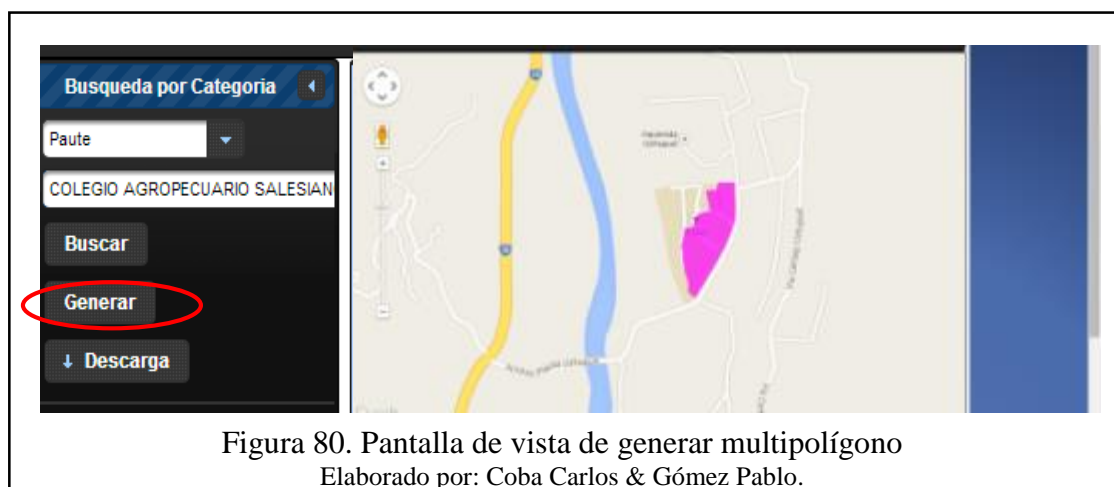 Busqueda por Categoria
Paute
COLEGIO AGROPECUARIO SALESIAN
Buscar
Generar
Descarga
Figura 80. Pantalla de vista de generar multipolígono
Elaborado por: Coba Carlos & Gómez Pablo.